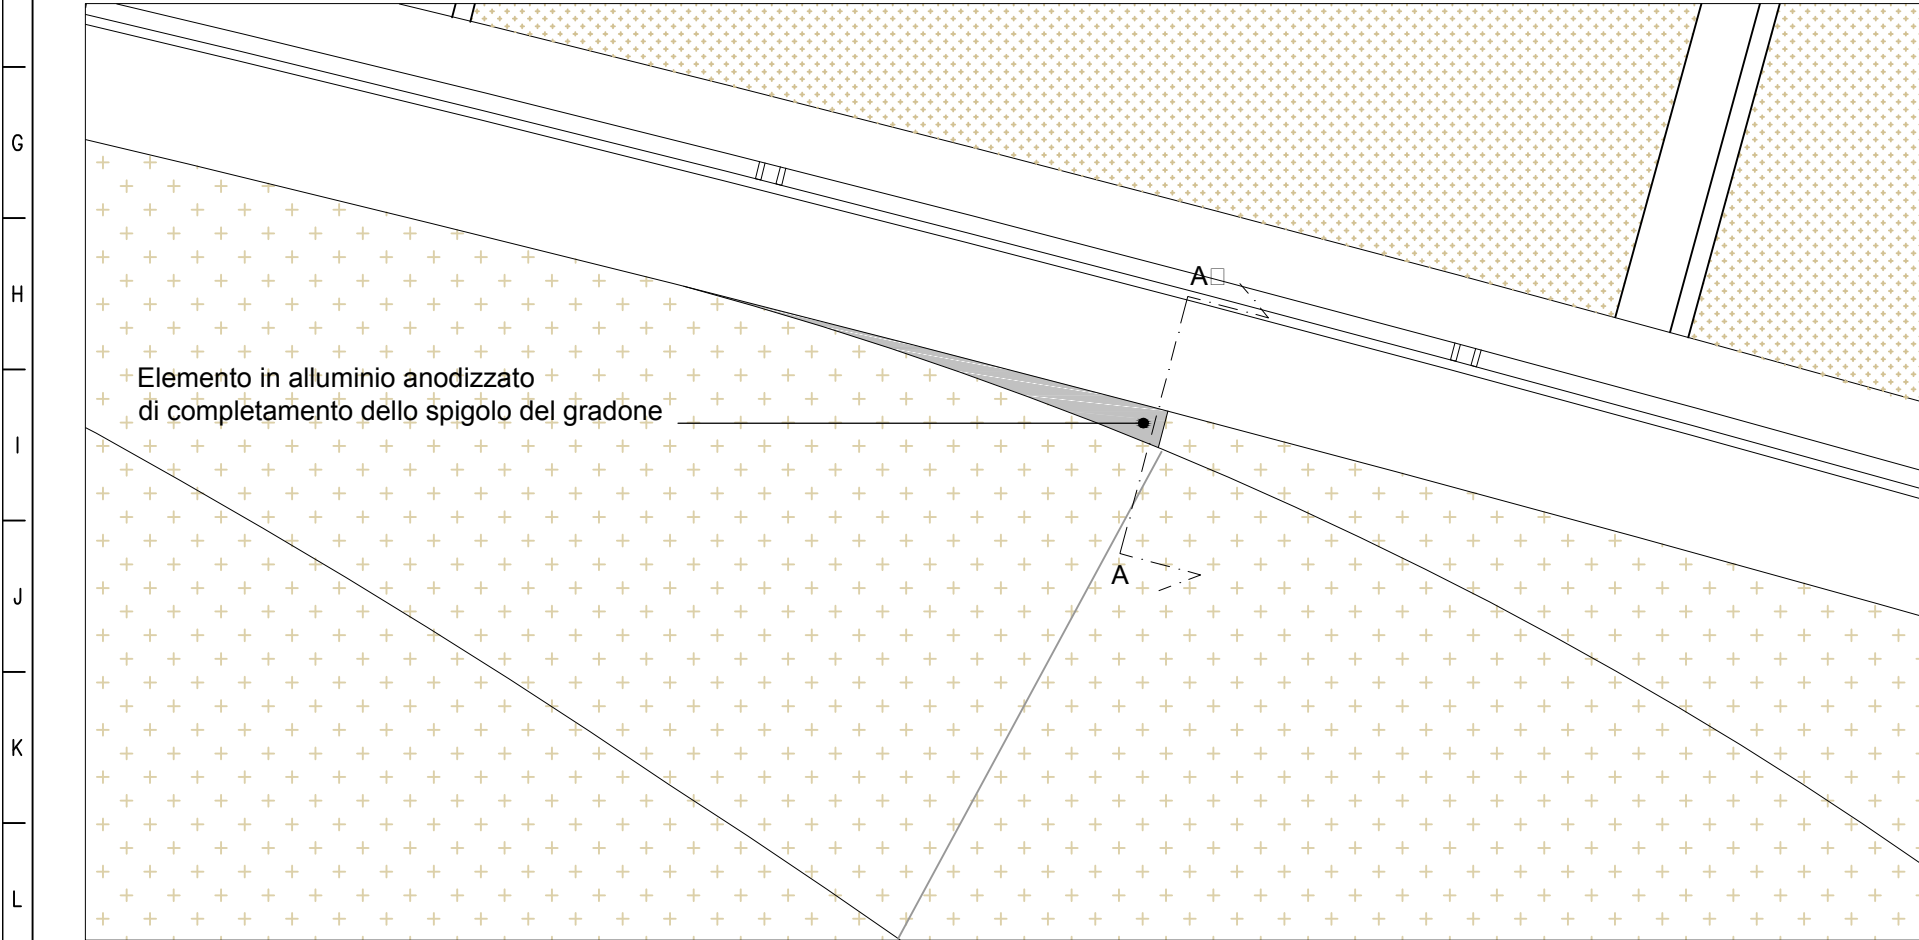 G
H
I
J
K
L
A□
Elemento in alluminio anodizzato
di completamento dello spigolo del gradone
A